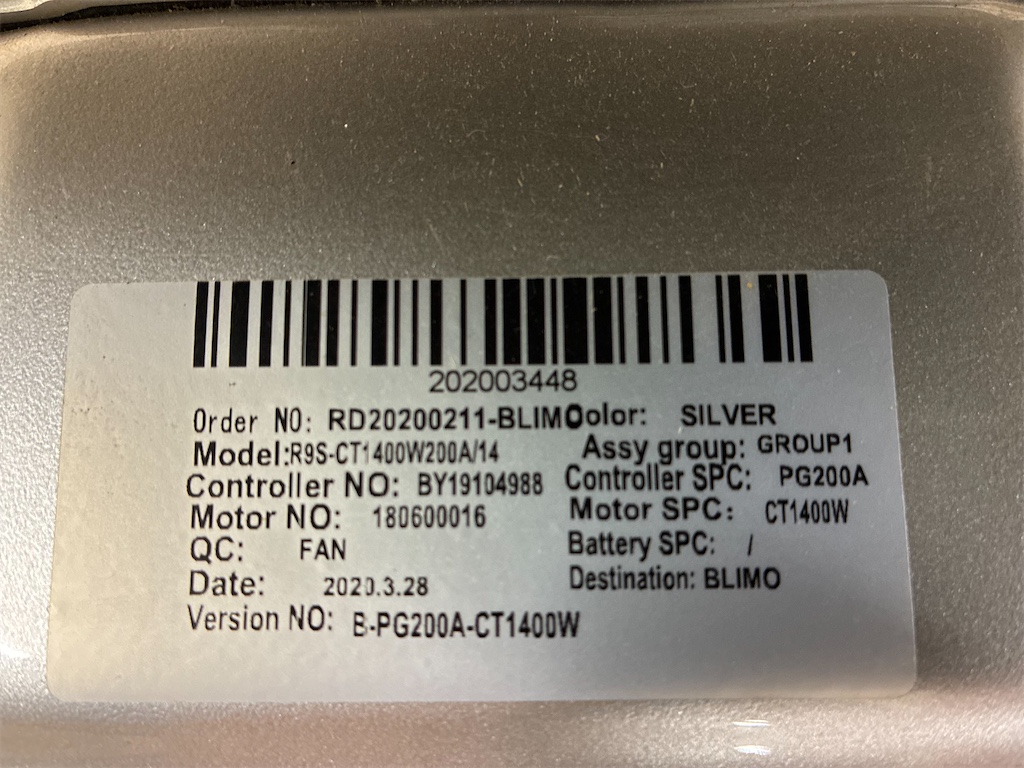 202003448
Order NO: RD20200211-BLIMO Color: SILVER
Model:R9S-CT1400W200A/14 Assy group: GROUP1
Controller NO: BY19104988 Controller SPC: PG200A
Motor NO: 180600016 Motor SPC: CT1400W
QC: FAN Battery SPC: /
Date: 2020.3.28 Destination: BLIMO
Version NO: B-PG200A-CT1400W